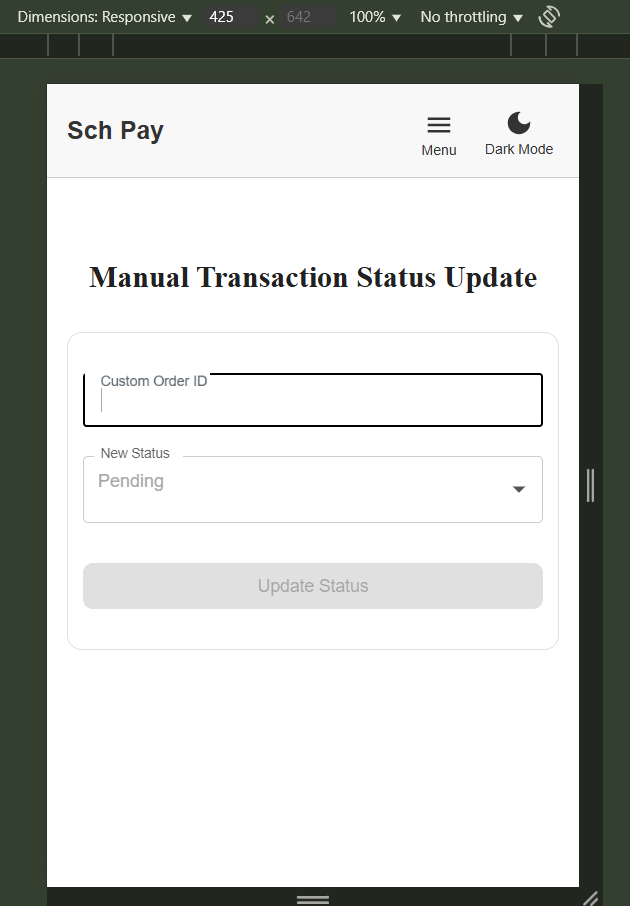 Dimensions: Responsive 425 × 642 100% No throttling
Sch Pay
Menu Dark Mode
Manual Transaction Status Update
Custom Order ID
New Status
Pending
Update Status